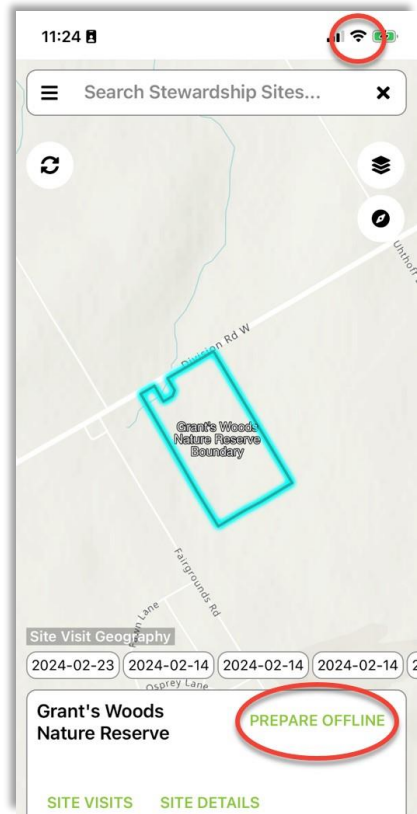 11:24
Search Stewardship Sites...
Uhthoff
Division Rd W
Grant's Woods
Nature Reserve
Boundary
Fairgrounds Rd
Lane
Site Visit Geography
2024-02-23 2024-02-14 2024-02-14 2024-02-14 2
Osprey Lane
Grant's Woods
Nature Reserve
PREPARE OFFLINE
SITE VISITS SITE DETAILS